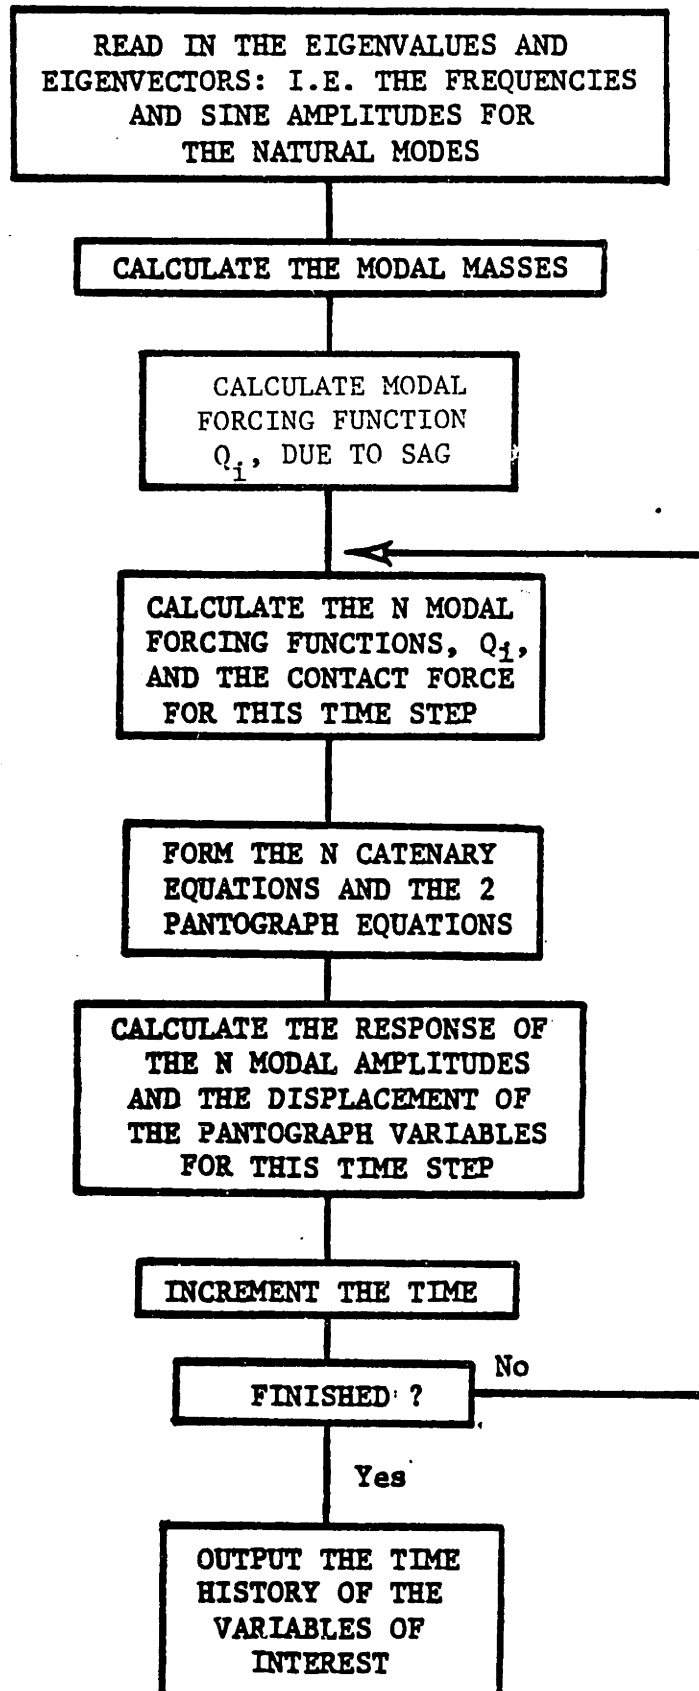 READ IN THE EIGENVALUES AND
EIGENVECTORS: I.E. THE FREQUENCIES
AND SINE AMPLITUDES FOR
THE NATURAL MODES
CALCULATE THE MODAL MASSES
CALCULATE MODAL
FORCING FUNCTION
Qi, DUE TO SAG
CALCULATE THE N MODAL
FORCING FUNCTIONS, Qi,
AND THE CONTACT FORCE
FOR THIS TIME STEP
FORM THE N CATENARY
EQUATIONS AND THE 2
PANTOGRAPH EQUATIONS
CALCULATE THE RESPONSE OF
THE N MODAL AMPLITUDES
AND THE DISPLACEMENT OF
THE PANTOGRAPH VARIABLES
FOR THIS TIME STEP
INCREMENT THE TIME
FINISHED ?
No
Yes
OUTPUT THE TIME
HISTORY OF THE
VARIABLES OF
INTEREST